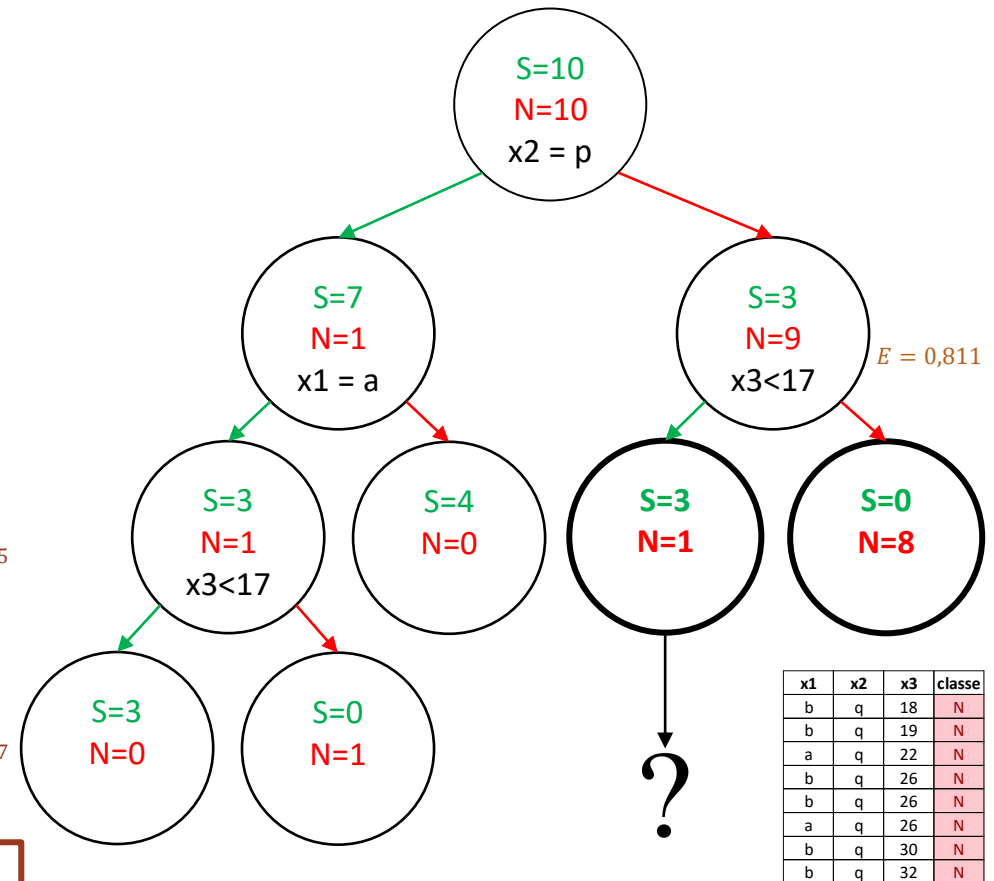 S=10
N=10
x2 = p
S=7
N=1
x1 = a
S=3
N=9
x3<17
E = 0,811
S=3
N=1
x3<17
S=4
N=0
S=3
N=1
S=0
N=8
5
S=3
N=0
S=0
N=1
7
?
x1 x2 x3 classe
b q 18 N
b q 19 N
a q 22 N
b q 26 N
b q 26 N
a q 26 N
b q 30 N
b q 32 N